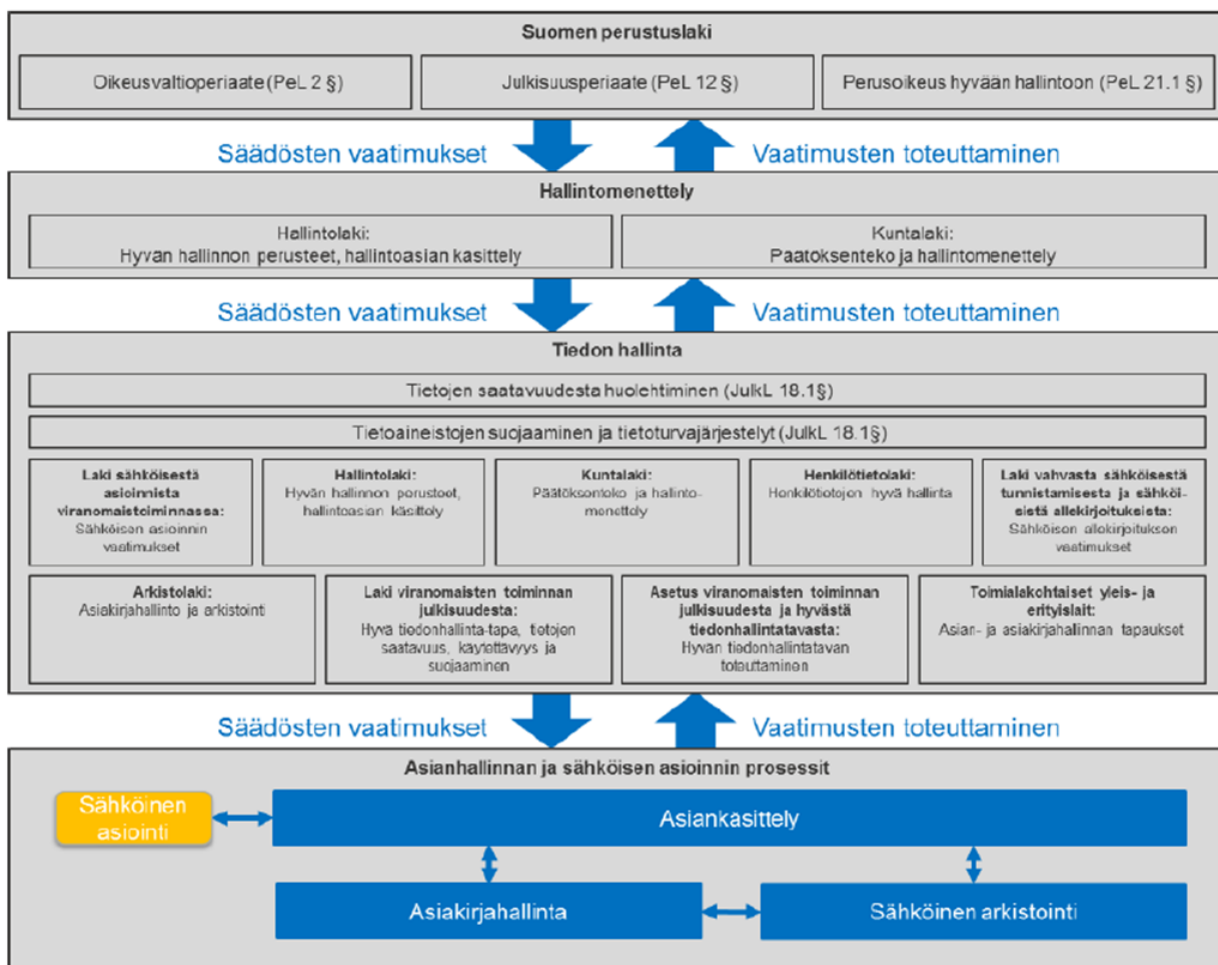 Suomen perustuslaki
Oikeusvaltioperiaate (PeL 2 §)
Julkisuusperiaate (PeL 12 §)
Perusoikeus hyvään hallintoon (PeL 21.1 §)
Säädösten vaatimukset
Vaatimusten toteuttaminen
Hallintomenettely
Hallintolaki:
Hyvän hallinnon perusteet, hallintoasian käsittely
Kuntalaki:
Päätöksenteko ja hallintomenettely
Säädösten vaatimukset
Vaatimusten toteuttaminen
Tiedon hallinta
Tietojen saatavuudesta huolehtiminen (JulkL 18.1§)
Tietoaineistojen suojaaminen ja tietoturvajärjestelyt (JulkL 18.1§)
Laki sähköisestä
asioinnista
viranomaistoiminnassa:
Sähköisen asioinnin
vaatimukset
Hallintolaki:
Hyvän hallinnon perusteet,
hallintoasian käsittely
Kuntalaki:
Päätöksenteko ja hallinto-
menettely
Henkilötietolaki:
Henkilötietojen hyvä hallinta
Laki vahvasta sähköisestä
tunnistamisesta ja sähköi-
sistä allekirjoituksista:
Sähköisen allekirjoituksen
vaatimukset
Arkistolaki:
Asiakirjahallinto ja arkistointi
Laki viranomaisten toiminnan
julkisuudesta:
Hyvä tiedonhallinta-tapa, tietojen
saatavuus, käytettävyys ja
suojaaminen
Asetus viranomaisten toiminnan
julkisuudesta ja hyvästä
tiedonhallintatavasta:
Hyvän tiedonhallintatavan
toteuttaminen
Toimialakohtaiset yleis- ja
erityislait:
Asian- ja asiakirjahalinnan tapaukset
Säädösten vaatimukset
Vaatimusten toteuttaminen
Asianhallinnan ja sähköisen asioinnin prosessit
Sähköinen
asiointi
Asiankäsittely
Asiakirjahallinta
Sähköinen arkistointi